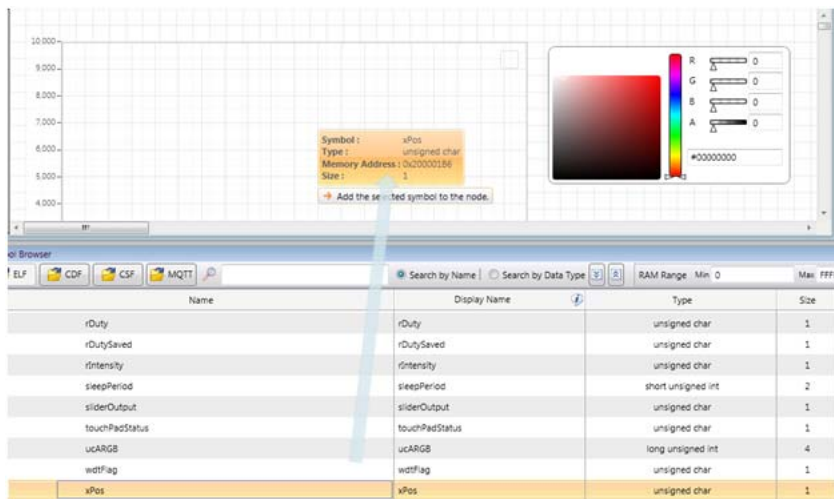 10.000
9.000
8.000
7.000
6.000
5.000
4.000
Symbol : xPos
Type : unsigned char
Memory Address : 0x200001B6
Size : 1
Add the selected symbol to the node.
R 0
G 0
B 0
A 0
#00000000
ol Browser
ELF CDF CSF MQTT Search by Name Search by Data Type RAM Range Min 0 Max FFF
Name Display Name Type Size
rDuty rDuty unsigned char 1
rDutySaved rDutySaved unsigned char 1
rIntensity rIntensity unsigned char 1
sleepPeriod sleepPeriod short unsigned int 2
sliderOutput sliderOutput unsigned char 1
touchPadStatus touchPadStatus unsigned char 1
ucARGB ucARGB long unsigned int 4
wdtFlag wdtFlag unsigned char 1
xPos xPos unsigned char 1